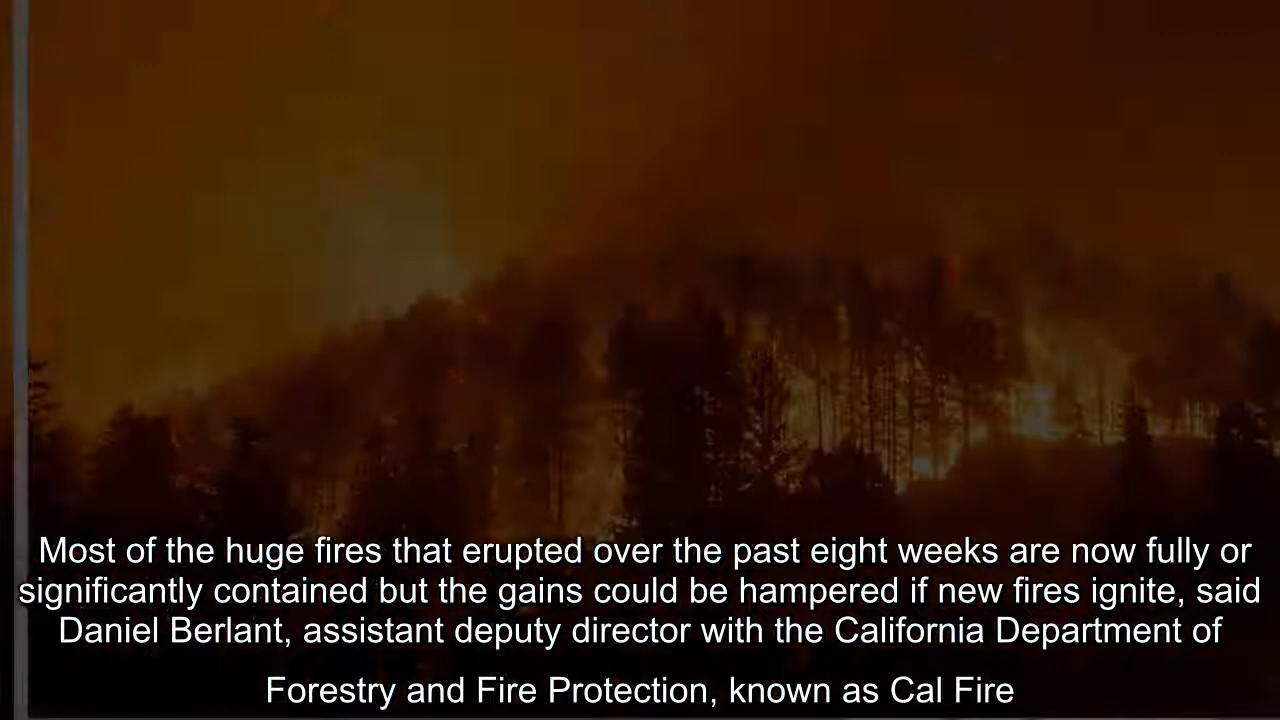 Most of the huge fires that erupted over the past eight weeks are now fully or
significantly contained but the gains could be hampered if new fires ignite, said
Daniel Berlant, assistant deputy director with the California Department of
Forestry and Fire Protection, known as Cal Fire